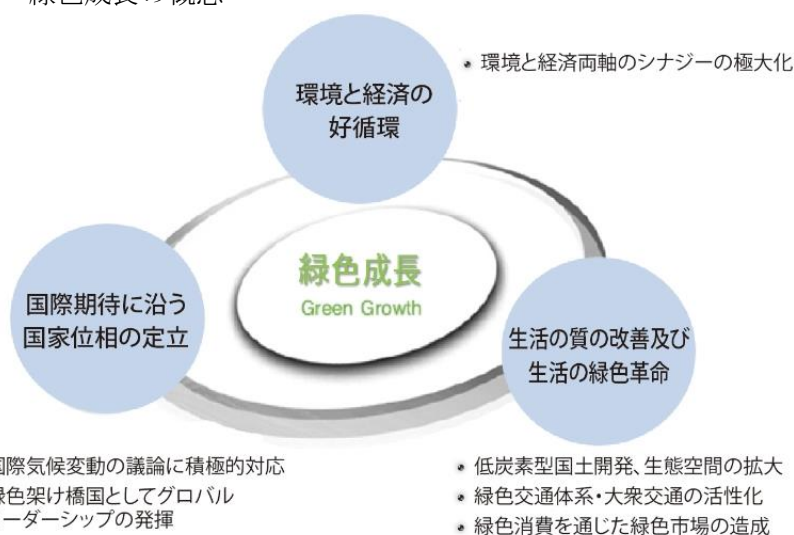 環境と経済の
好循環
• 環境と経済両軸のシナジーの極大化
緑色成長
Green Growth
国際期待に沿う
国家位相の定立
生活の質の改善及び
生活の緑色革命
際気候変動の議論に積極的対応
色架け橋国としてグローバル
ーダーシップの発揮
• 低炭素型国土開発、生態空間の拡大
• 緑色交通体系・大衆交通の活性化
• 緑色消費を通じた緑色市場の造成